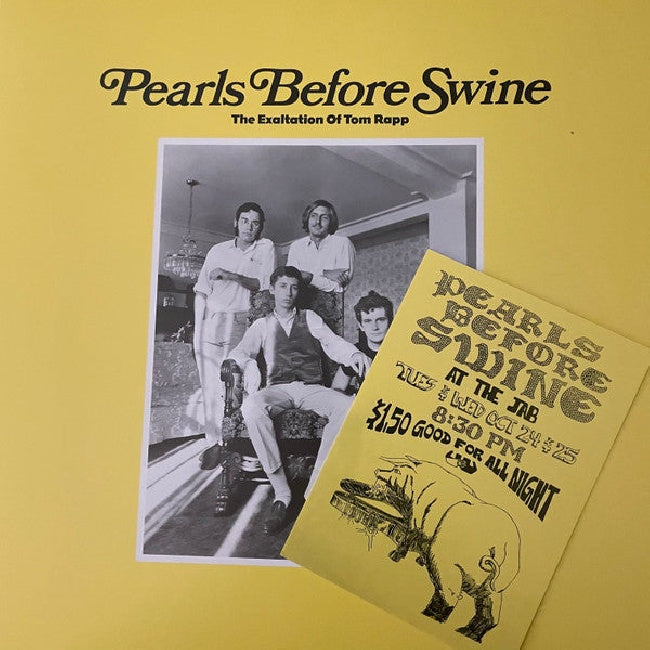 Pearls Before Swine
The Exaltation Of Tom Rapp
PEARLS
BEFORE
SWINE
AT THE JAB
TUES & WED OCT 24 & 25
8:30 PM
$1.50 GOOD FOR ALL NIGHT